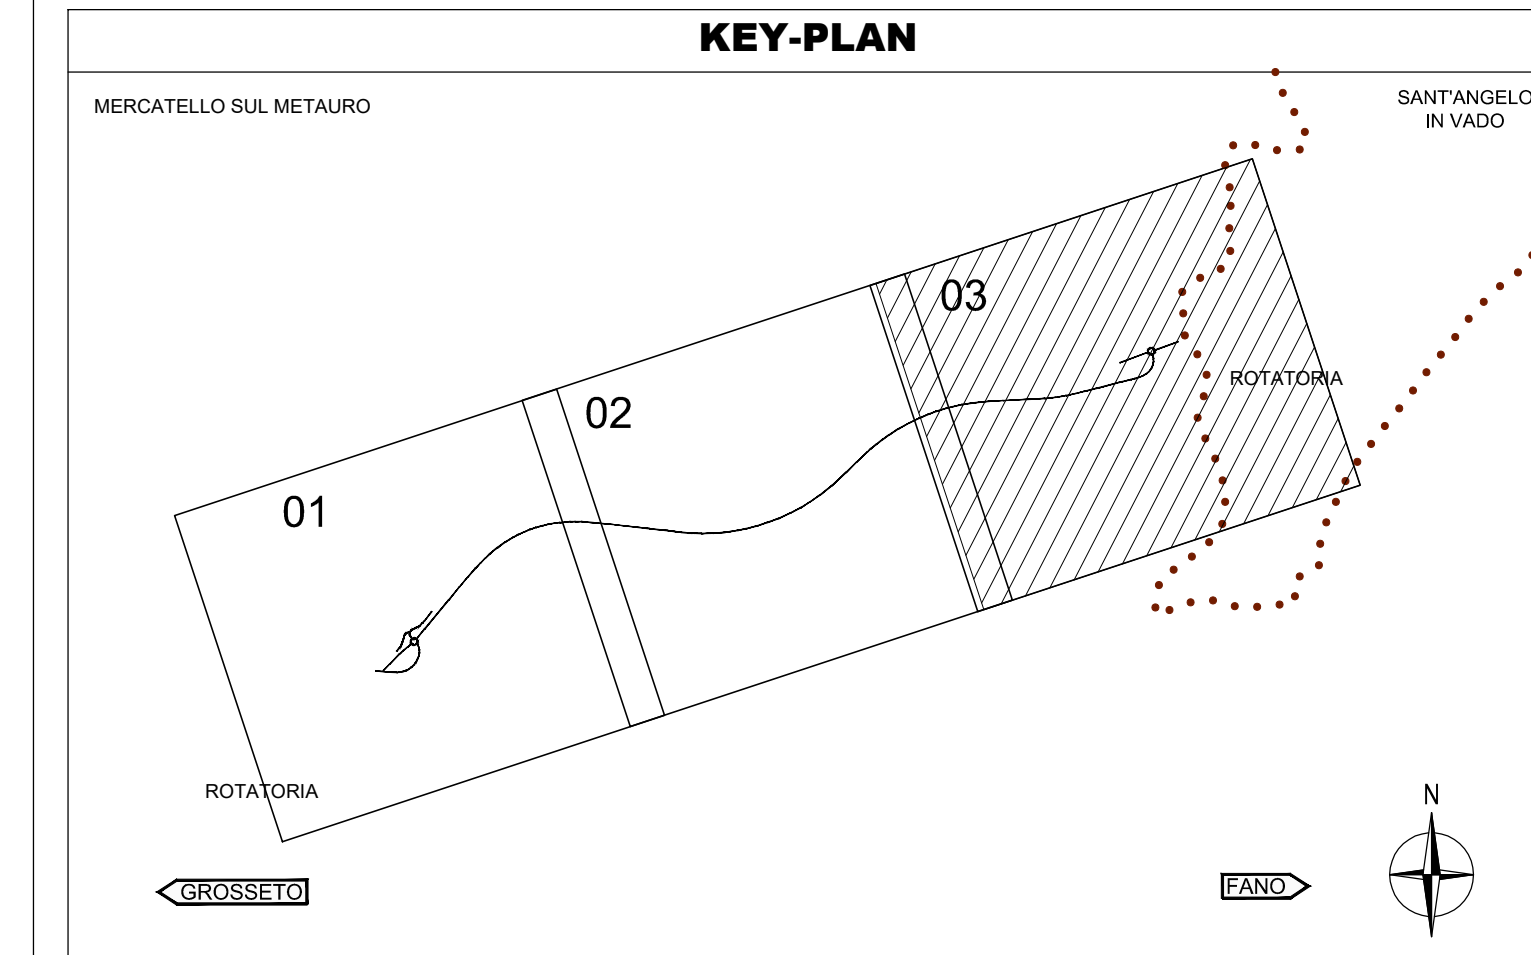 KEY-PLAN
MERCATELLO SUL METAURO
SANT'ANGELO
IN VADO
03
ROTATORIA
02
01
ROTATORIA
N
GROSSETO
FANO